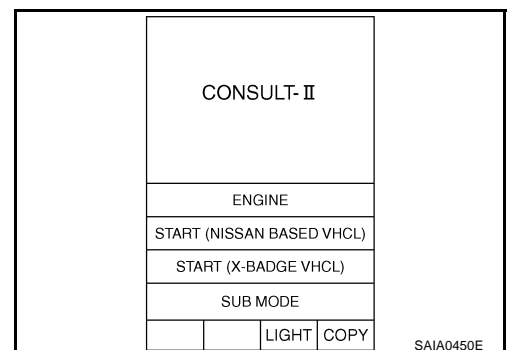 CONSULT-Ⅱ
ENGINE
START (NISSAN BASED VHCL)
START (X-BADGE VHCL)
SUB MODE
LIGHT COPY
SAIA0450E